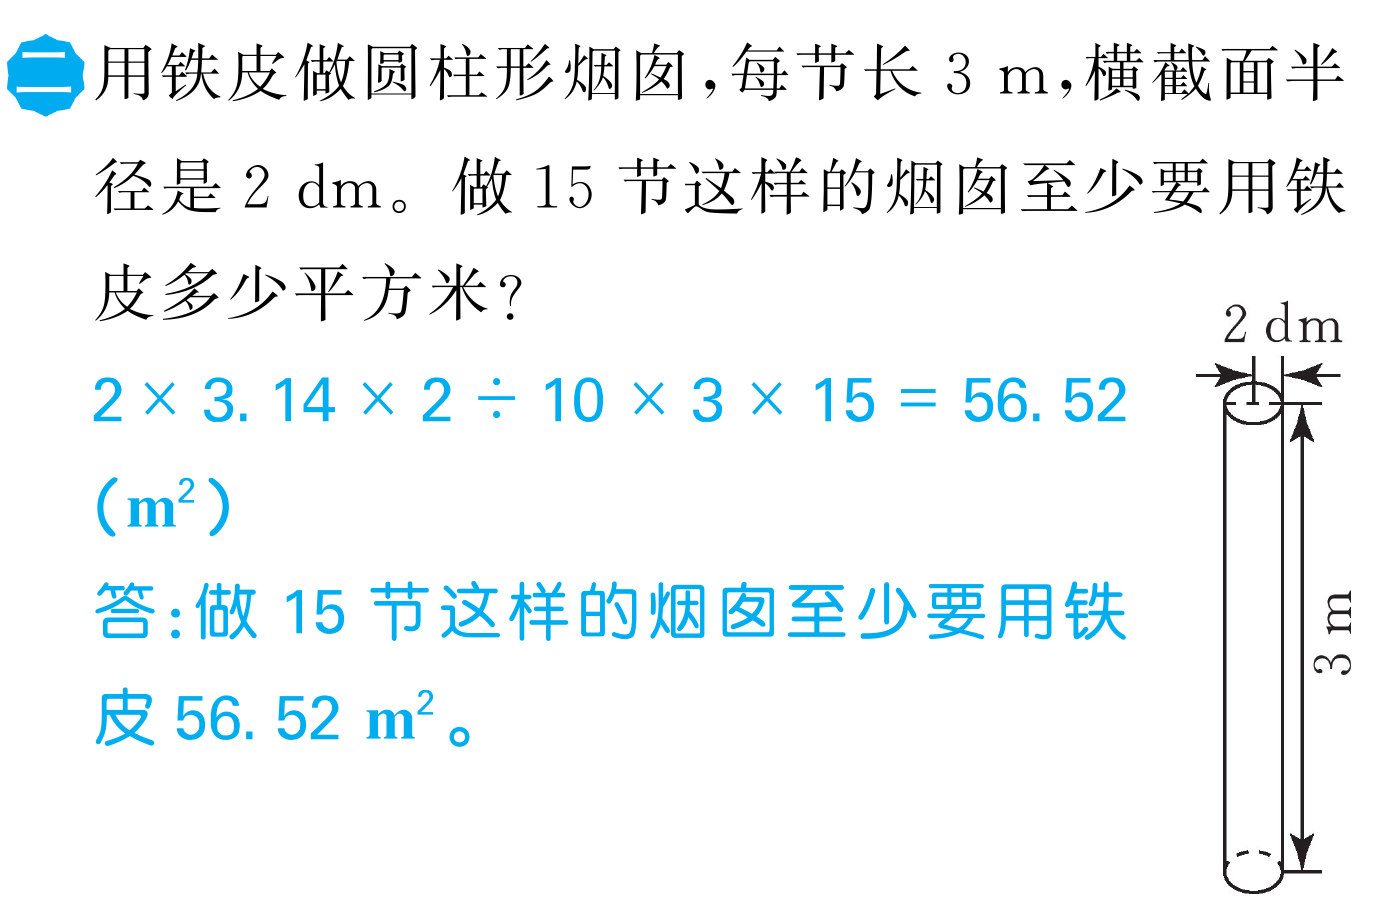 二 用铁皮做圆柱形烟囱,每节长 3 m,横截面半
径是 2 dm。做 15 节这样的烟囱至少要用铁
皮多少平方米?
2 dm
2 × 3.14 × 2 ÷ 10 × 3 × 15 = 56.52
(m²)
答:做 15 节这样的烟囱至少要用铁
皮 56.52 m²。
3 m